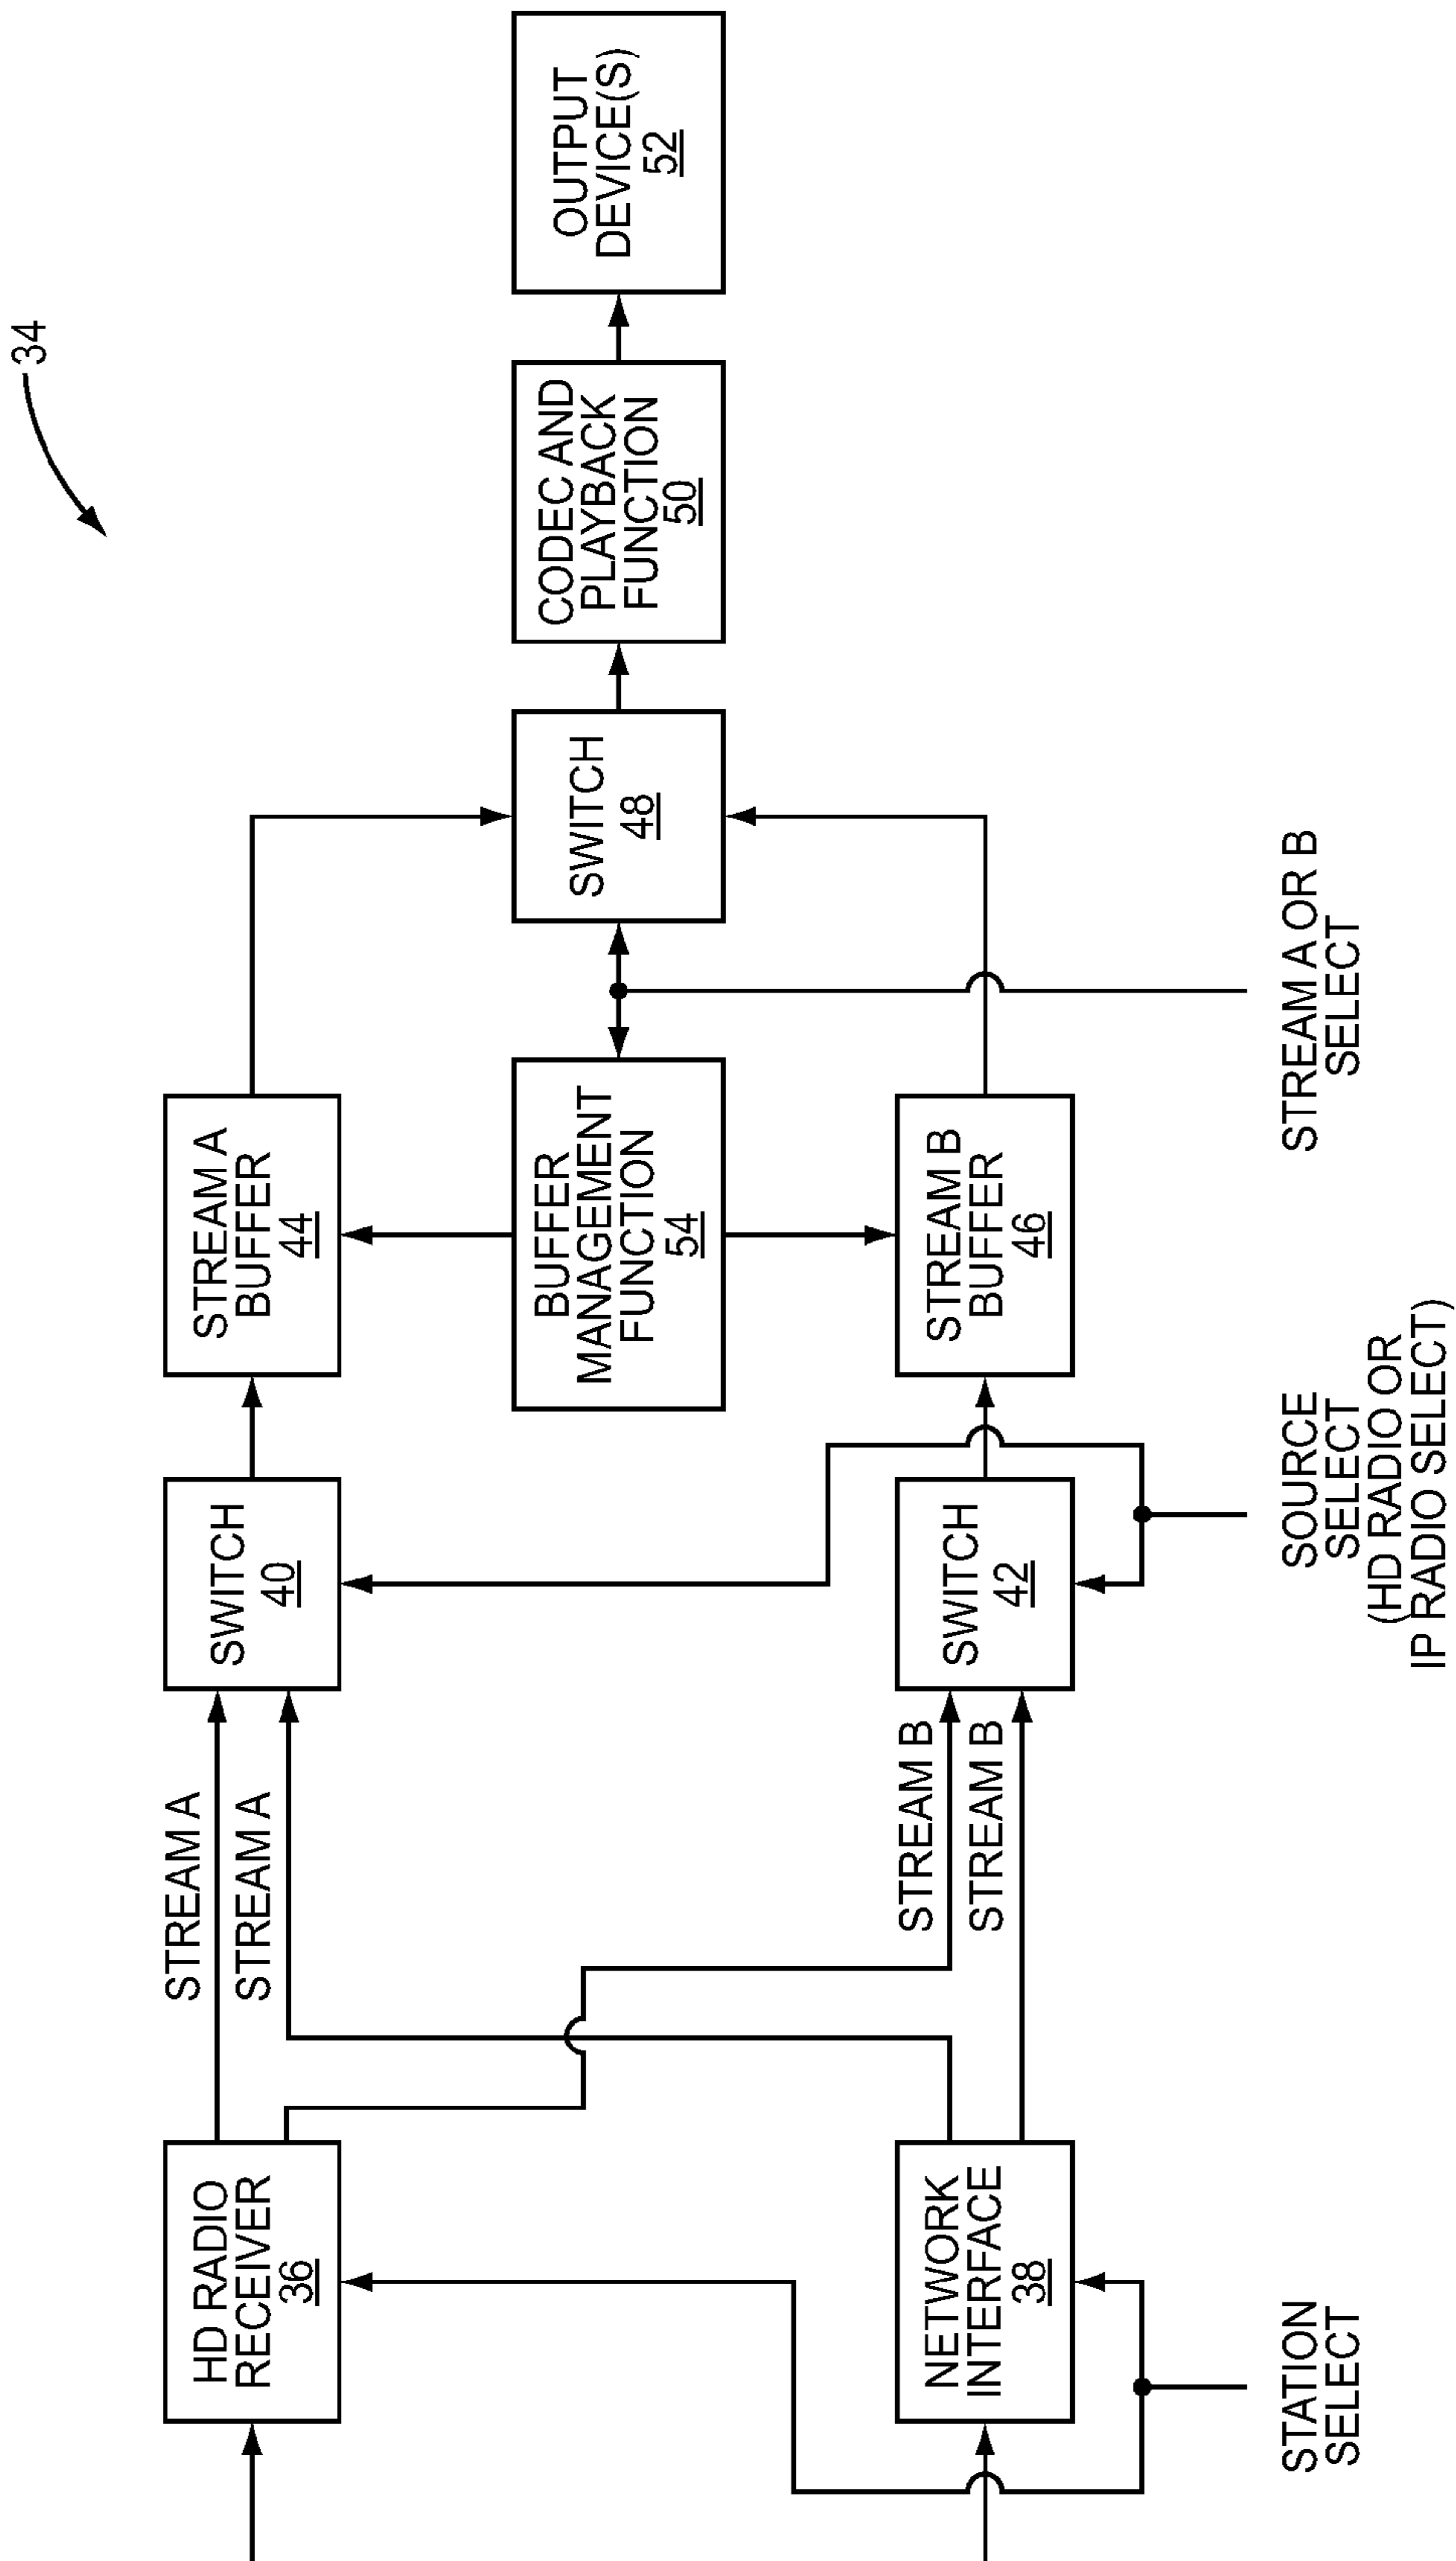 34
HD RADIO
RECEIVER
36
STREAM A
STREAM A
SWITCH
40
STREAM A
BUFFER
44
BUFFER
MANAGEMENT
FUNCTION
54
SWITCH
48
CODEC AND
PLAYBACK
FUNCTION
50
OUTPUT
DEVICE(S)
52
NETWORK
INTERFACE
38
STREAM B
STREAM B
SWITCH
42
STREAM B
BUFFER
46
STATION
SELECT
SOURCE
SELECT
(HD RADIO OR
IP RADIO SELECT)
STREAM A OR B
SELECT